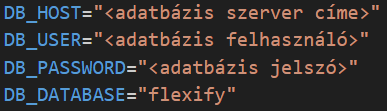 DB_HOST="<adatbázis szerver címe>"
DB_USER="<adatbázis felhasználó>"
DB_PASSWORD="<adatbázis jelszó>"
DB_DATABASE="flexify"